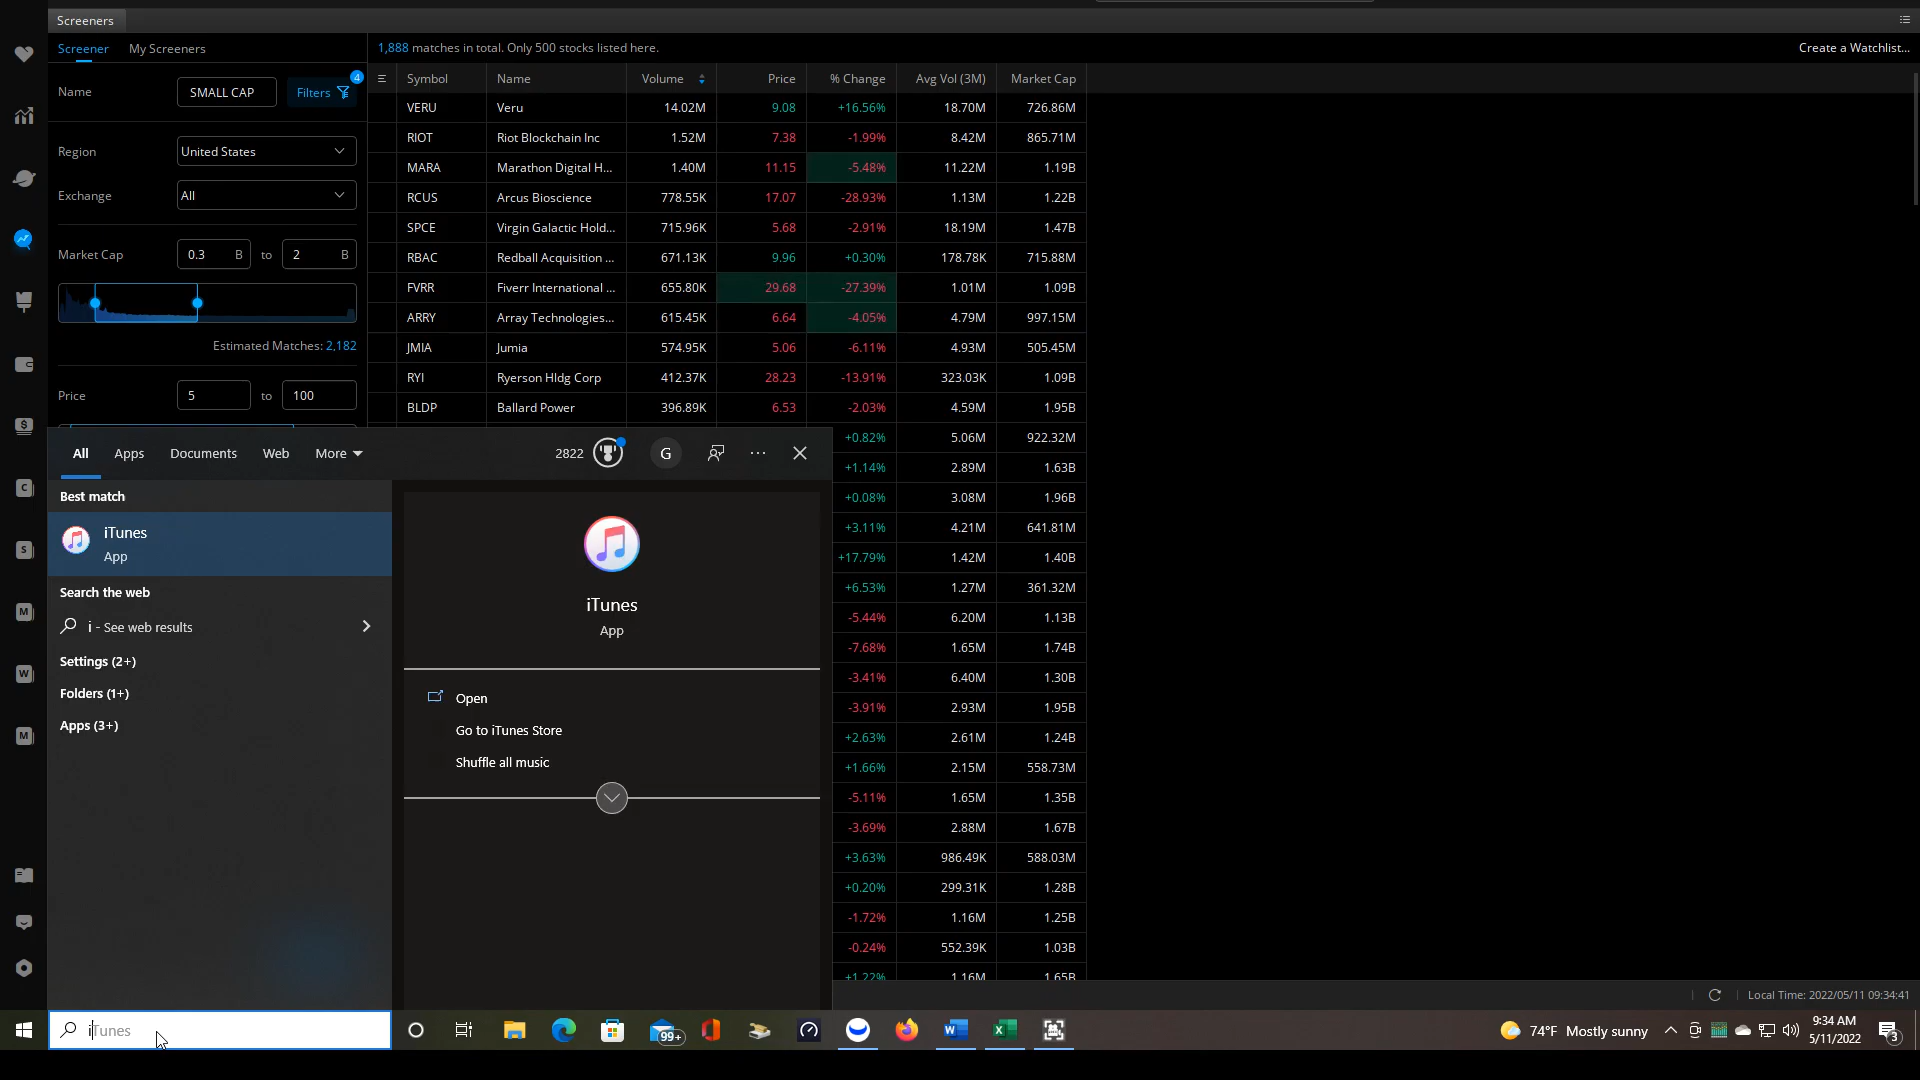 Screeners
Screener My Screeners
1,888 matches in total. Only 500 stocks listed here.
Create a Watchlist...
Name SMALL CAP Filters 4
Region United States
Exchange All
Market Cap 0.3 B to 2 B
Estimated Matches: 2,182
Price 5 to 100
Symbol Name Volume Price % Change Avg Vol (3M) Market Cap
VERU Veru 14.02M 9.08 +16.56% 18.70M 726.86M
RIOT Riot Blockchain Inc 1.52M 7.38 -1.99% 8.42M 865.71M
MARA Marathon Digital H... 1.40M 11.15 -5.48% 11.22M 1.19B
RCUS Arcus Bioscience 778.55K 17.07 -28.93% 1.13M 1.22B
SPCE Virgin Galactic Hold... 715.96K 5.68 -2.91% 18.19M 1.47B
RBAC Redball Acquisition ... 671.13K 9.96 +0.30% 178.78K 715.88M
FVRR Fiverr International ... 655.80K 29.68 -27.39% 1.01M 1.09B
ARRY Array Technologies... 615.45K 6.64 -4.05% 4.79M 997.15M
JMIA Jumia 574.95K 5.06 -6.11% 4.93M 505.45M
RYI Ryerson Hldg Corp 412.37K 28.23 -13.91% 323.03K 1.09B
BLDP Ballard Power 396.89K 6.53 -2.03% 4.59M 1.95B
+0.82% 5.06M 922.32M
+1.14% 2.89M 1.63B
+0.08% 3.08M 1.96B
+3.11% 4.21M 641.81M
+17.79% 1.42M 1.40B
+6.53% 1.27M 361.32M
-5.44% 6.20M 1.13B
-7.68% 1.65M 1.74B
-3.41% 6.40M 1.30B
-3.91% 2.93M 1.95B
+2.63% 2.61M 1.24B
+1.66% 2.15M 558.73M
-5.11% 1.65M 1.35B
-3.69% 2.88M 1.67B
+3.63% 986.49K 588.03M
+0.20% 299.31K 1.28B
-1.72% 1.16M 1.25B
-0.24% 552.39K 1.03B
+1.22% 1.16M 1.65B
All Apps Documents Web More 2822 G
Best match
iTunes
App
Search the web
i - See web results
Settings (2+)
Folders (1+)
Apps (3+)
iTunes
App
Open
Go to iTunes Store
Shuffle all music
C
S
M
W
M
Local Time: 2022/05/11 09:34:41
iTunes
99+
74°F Mostly sunny
9:34 AM
5/11/2022
3